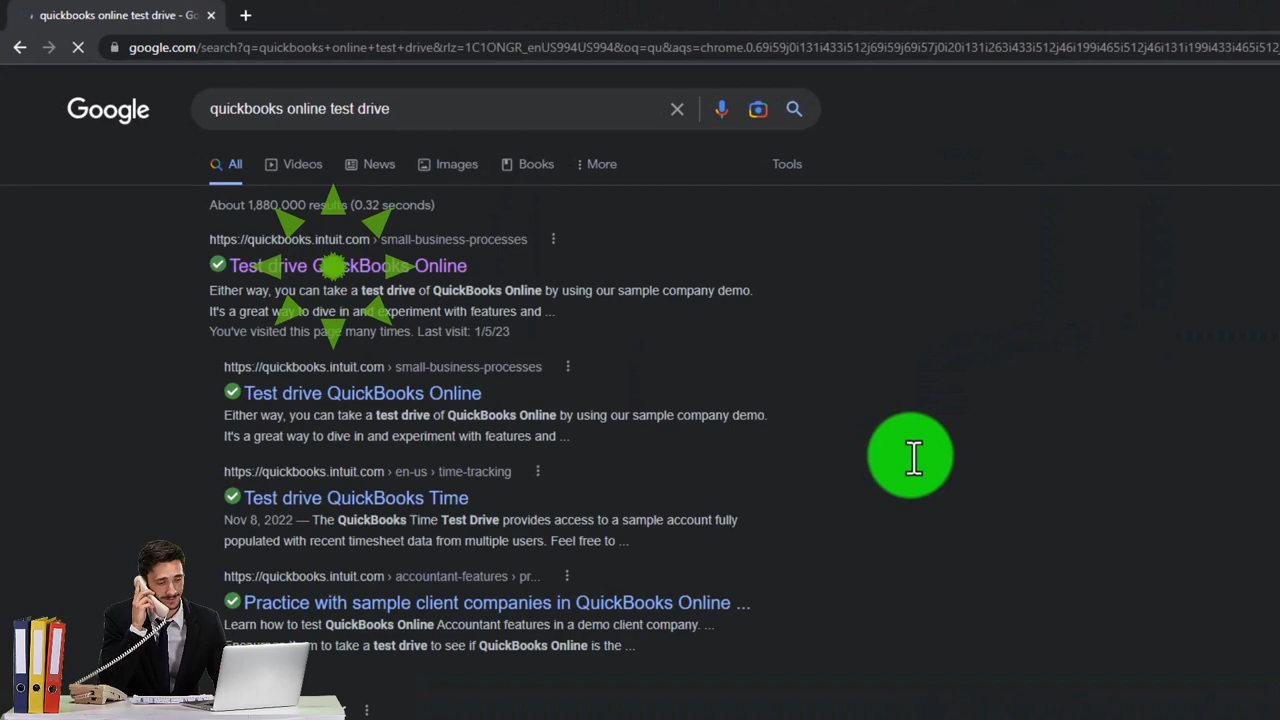 quickbooks online test drive - Go
google.com/search?q=quickbooks+online+test+drive&rlz=1C1ONGR_enUS994US994&oq=qu&aqs=chrome.0.69i59j0i131i433i512j69i59j69i57j0i20i131i263i433i512j46i199i465i512j46i131i199i433i465i512
Google
quickbooks online test drive
All Videos News Images Books More Tools
About 1,880,000 results (0.32 seconds)
https://quickbooks.intuit.com › small-business-processes
Test drive QuickBooks Online
Either way, you can take a test drive of QuickBooks Online by using our sample company demo.
It's a great way to dive in and experiment with features and ...
You've visited this page many times. Last visit: 1/5/23
https://quickbooks.intuit.com › small-business-processes
Test drive QuickBooks Online
Either way, you can take a test drive of QuickBooks Online by using our sample company demo.
It's a great way to dive in and experiment with features and ...
https://quickbooks.intuit.com › en-us › time-tracking
Test drive QuickBooks Time
Nov 8, 2022 — The QuickBooks Time Test Drive provides access to a sample account fully
populated with recent timesheet data from multiple users. Feel free to ...
https://quickbooks.intuit.com › accountant-features › pr...
Practice with sample client companies in QuickBooks Online ...
Learn how to test QuickBooks Online Accountant features in a demo client company. ...
to take a test drive to see if QuickBooks Online is the ...